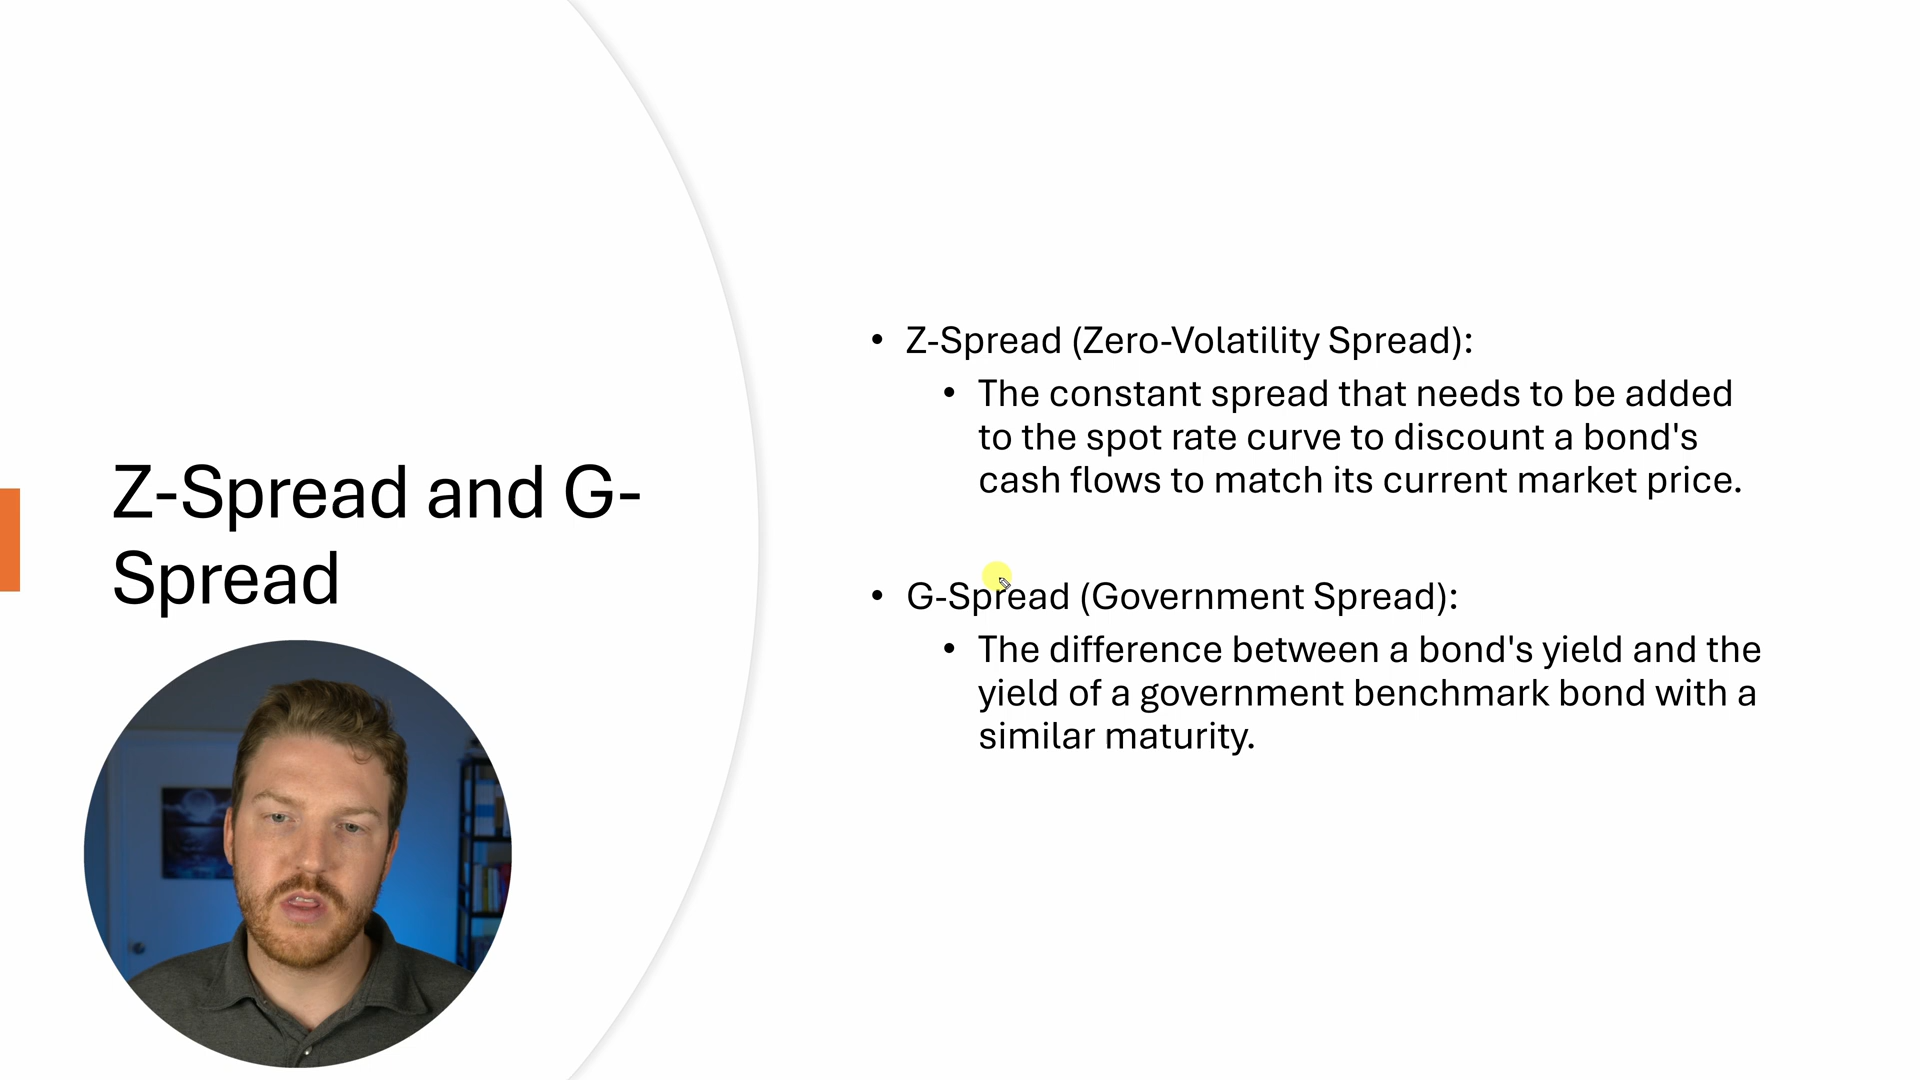 Z-Spread and G-
Spread
• Z-Spread (Zero-Volatility Spread):
• The constant spread that needs to be added
to the spot rate curve to discount a bond's
cash flows to match its current market price.
• G-Spread (Government Spread):
• The difference between a bond's yield and the
yield of a government benchmark bond with a
similar maturity.